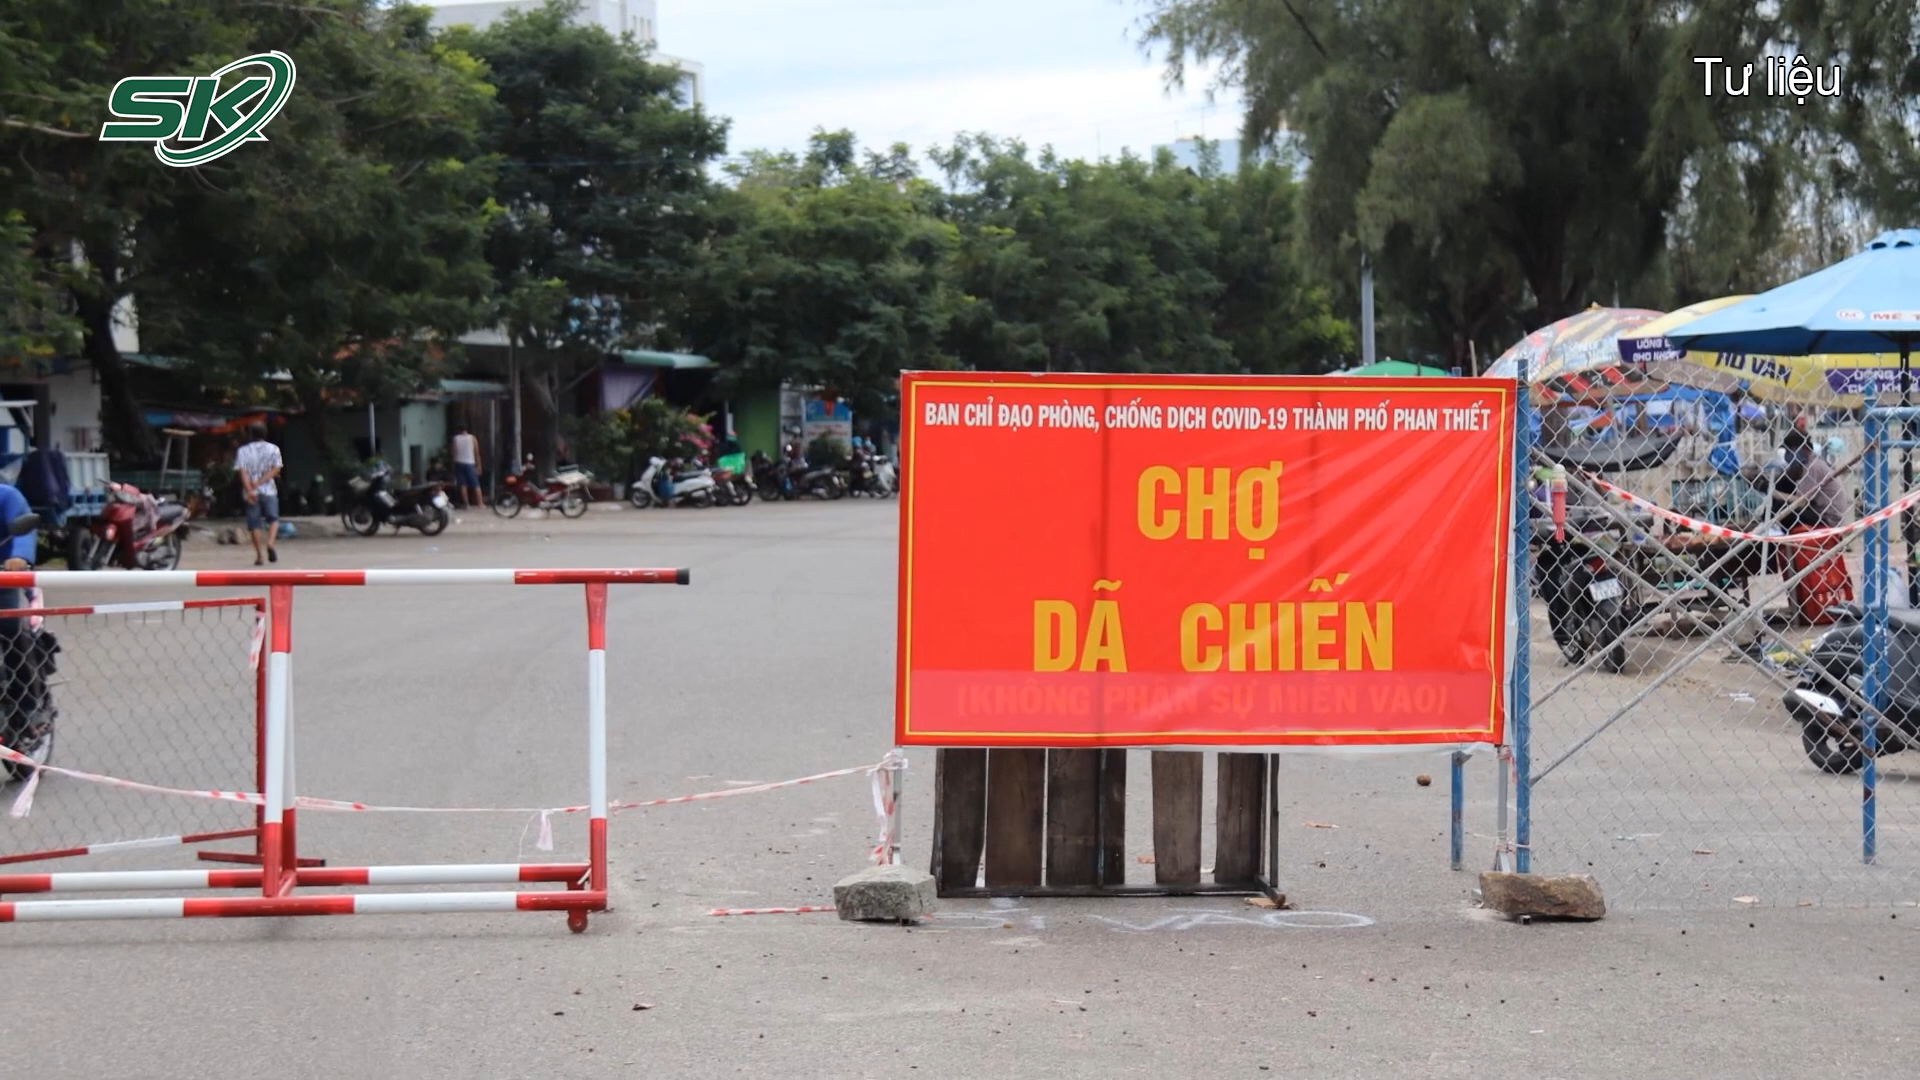 SK
Tư liệu
BAN CHỈ ĐẠO PHÒNG, CHỐNG DỊCH COVID-19 THÀNH PHỐ PHAN THIẾT
CHỢ
DÃ CHIẾN
(KHÔNG PHẬN SỰ MIỄN VÀO)